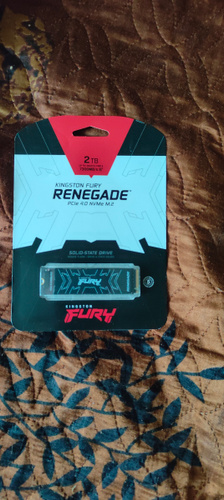 2TB
KINGSTON FURY
RENEGADE
PCIe 4.0 NVMe M.2
SOLID-STATE DRIVE
FURY
KINGSTON
FURY